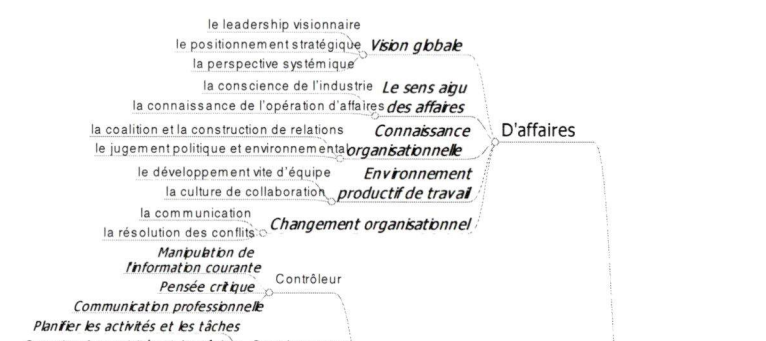 le leadership visionnaire
le positionnement stratégique
la perspective systémique
Vision globale
la conscience de l'industrie
la connaissance de l'opération d'affaires
Le sens aigu
des affaires
la coalition et la construction de relations
le jugement politique et environnemental
Connaissance
organisationnelle
le développement vite d'équipe
la culture de collaboration
Environnement
productif de travail
la communication
la résolution des conflits
Changement organisationnel
D'affaires
Manipulation de
l'information courante
Pensée critique
Communication professionnelle
Contrôleur
Planifier les activités et les tâches